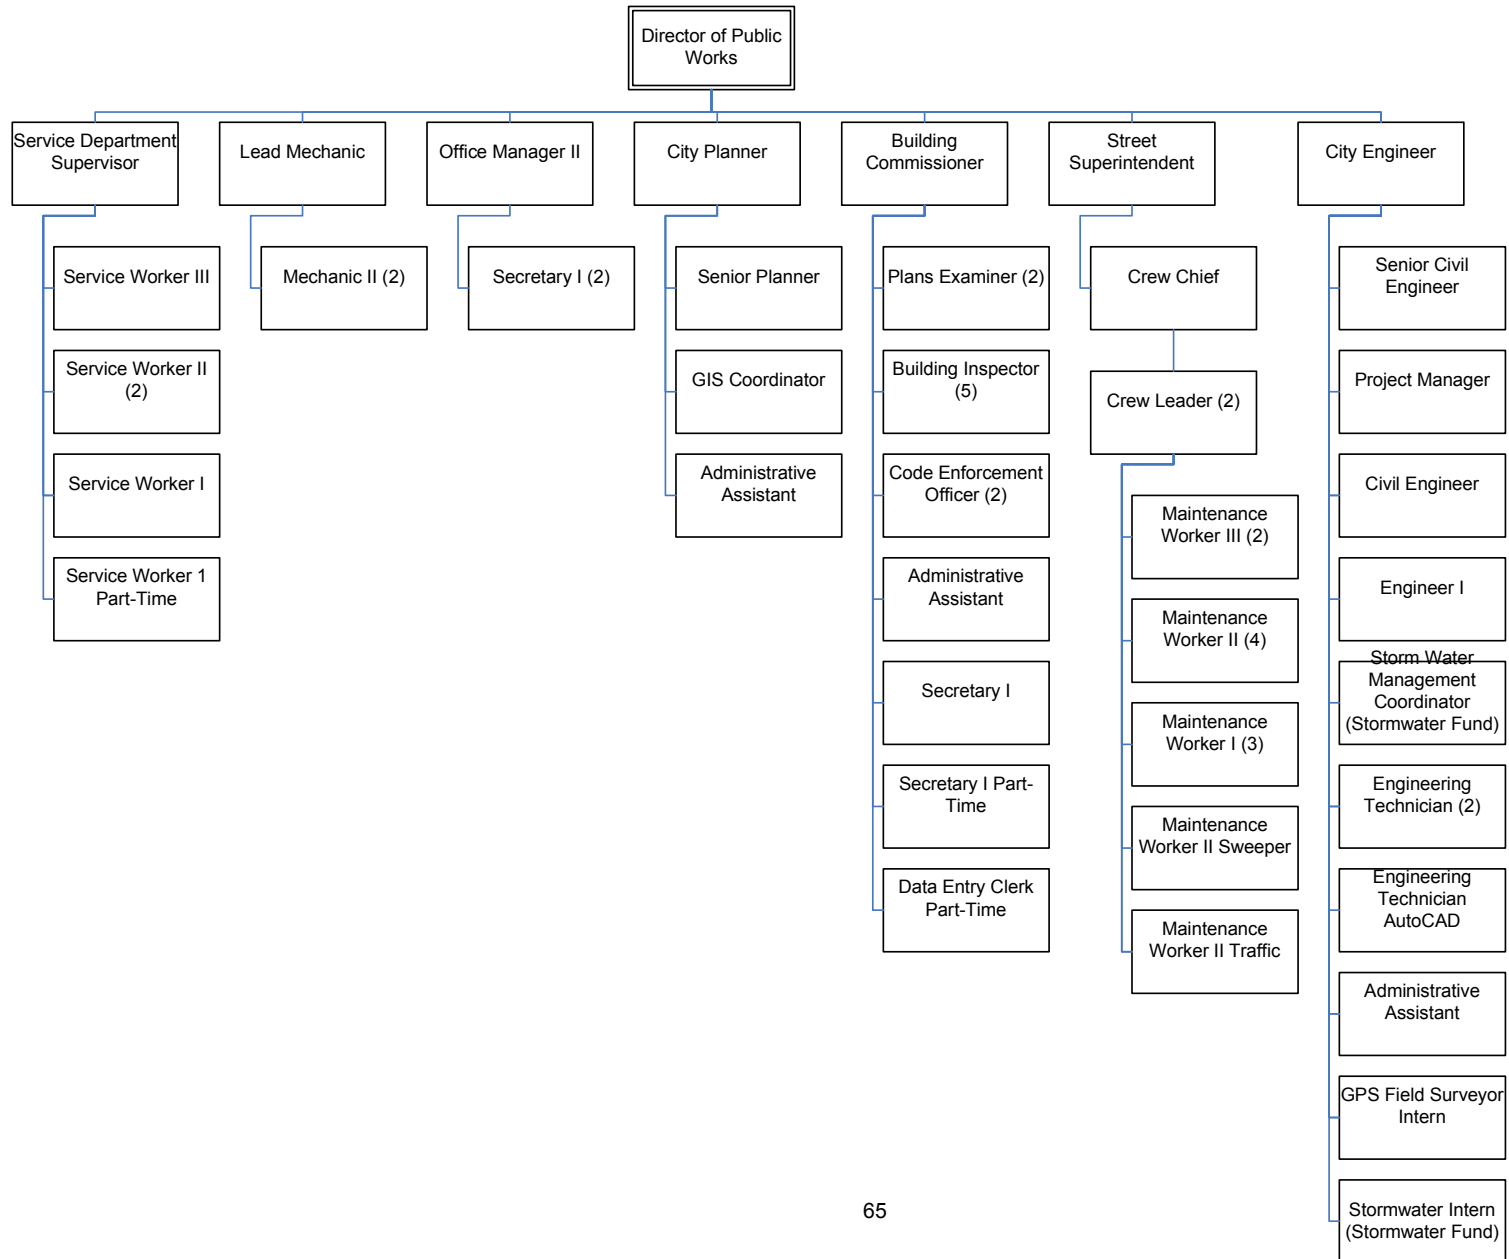 Director of Public
Works
Service Department
Supervisor
Lead Mechanic
Office Manager II
City Planner
Building
Commissioner
Street
Superintendent
City Engineer
Service Worker III
Service Worker II
(2)
Service Worker I
Service Worker 1
Part-Time
Mechanic II (2)
Secretary I (2)
Senior Planner
GIS Coordinator
Administrative
Assistant
Plans Examiner (2)
Building Inspector
(5)
Code Enforcement
Officer (2)
Administrative
Assistant
Secretary I
Secretary I Part-
Time
Data Entry Clerk
Part-Time
Crew Chief
Crew Leader (2)
Maintenance
Worker III (2)
Maintenance
Worker II (4)
Maintenance
Worker I (3)
Maintenance
Worker II Sweeper
Maintenance
Worker II Traffic
Senior Civil
Engineer
Project Manager
Civil Engineer
Engineer I
Storm Water
Management
Coordinator
(Stormwater Fund)
Engineering
Technician (2)
Engineering
Technician
AutoCAD
Administrative
Assistant
GPS Field Surveyor
Intern
Stormwater Intern
(Stormwater Fund)
65